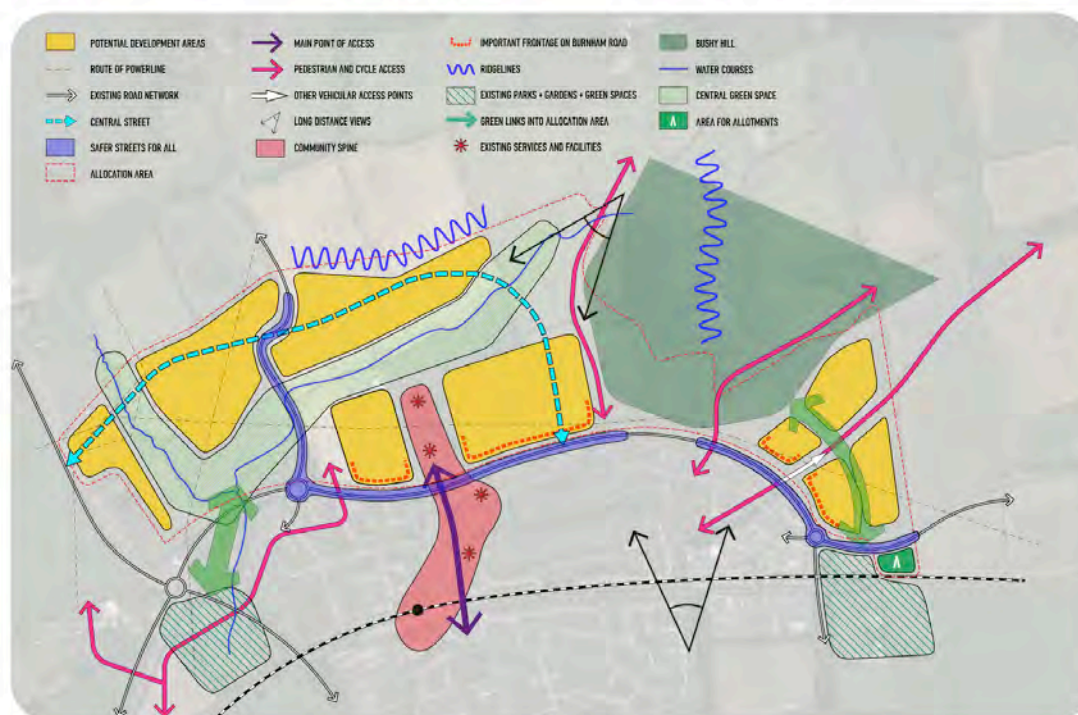 POTENTIAL DEVELOPMENT AREAS
MAIN POINT OF ACCESS
IMPORTANT FRONTAGE ON BURNHAM ROAD
BUSHY HILL
ROUTE OF POWERLINE
PEDESTRIAN AND CYCLE ACCESS
RIDGELINES
WATER COURSES
EXISTING ROAD NETWORK
OTHER VEHICULAR ACCESS POINTS
EXISTING PARKS + GARDENS + GREEN SPACES
CENTRAL GREEN SPACE
CENTRAL STREET
LONG DISTANCE VIEWS
GREEN LINKS INTO ALLOCATION AREA
AREA FOR ALLOTMENTS
SAFER STREETS FOR ALL
COMMUNITY SPINE
EXISTING SERVICES AND FACILITIES
ALLOCATION AREA